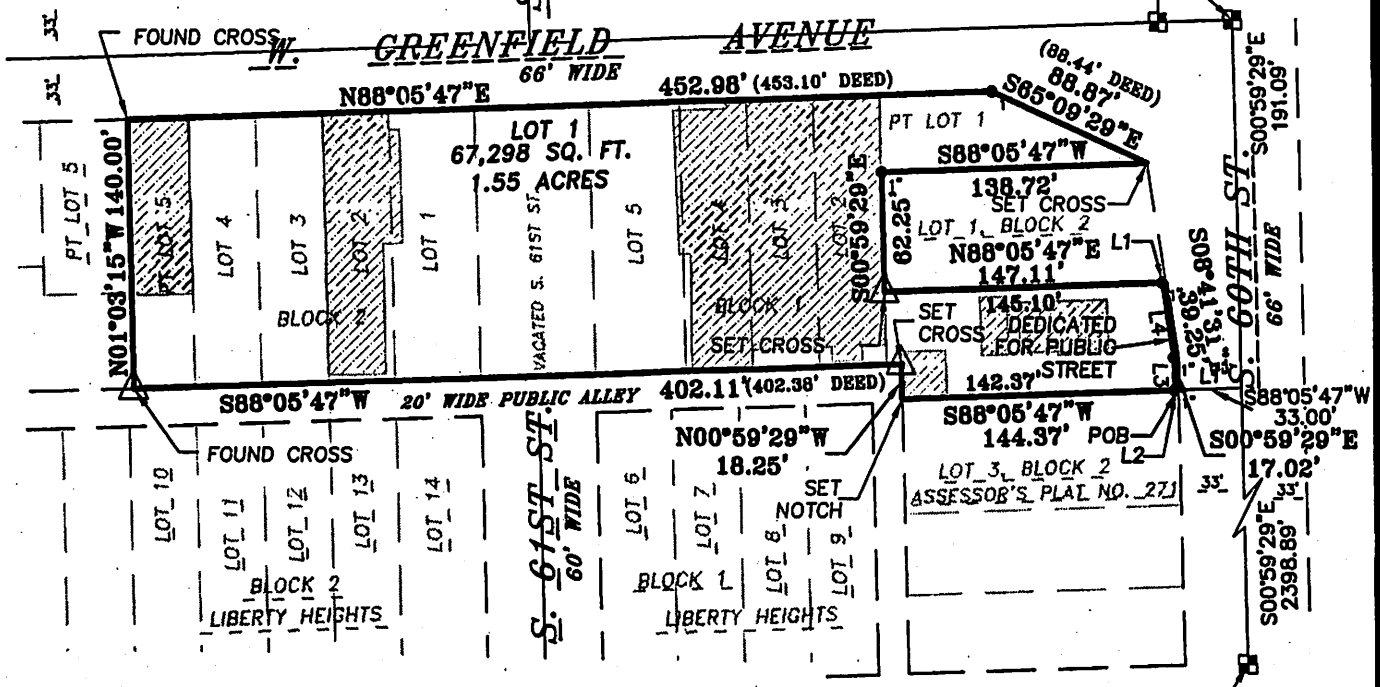 33'
FOUND CROSS
W. GREENFIELD AVENUE
66' WIDE
33'
N88°05'47"E
452.98' (453.10' DEED)
(88.44' DEED)
88.87'
S65°09'29"E
S00°59'29"E
191.09'
LOT 1
67,298 SQ. FT.
1.55 ACRES
PT LOT 1
S88°05'47"W
138.72'
SET CROSS
LOT 1, BLOCK 2
N88°05'47"E
147.11'
145.10'
L1
S00°59'29"E
62.25'
S. 60TH ST.
66' WIDE
S08°41'31"E
39.25'
PT LOT 5
N01°03'15"W 140.00'
PT LOT 5
LOT 4
LOT 3
LOT 2
LOT 1
VACATED S. 61ST ST.
LOT 5
LOT 4
LOT 3
LOT 2
BLOCK 2
BLOCK 1
SET CROSS
SET
CROSS
DEDICATED
FOR PUBLIC
STREET
L4
L3
142.37'
S88°05'47"W
144.37'
POB
L2
S88°05'47"W
33.00'
S00°59'29"E
17.02'
S88°05'47"W
20' WIDE PUBLIC ALLEY
402.11' (402.38' DEED)
N00°59'29"W
18.25'
FOUND CROSS
SET
NOTCH
LOT 3, BLOCK 2
ASSESSOR'S PLAT NO. 271
33'
33'
S00°59'29"E
2398.89'
LOT 10
LOT 11
LOT 12
LOT 13
LOT 14
S. 61ST ST.
60' WIDE
LOT 6
LOT 7
LOT 8
LOT 9
BLOCK 2
LIBERTY HEIGHTS
BLOCK 1
LIBERTY HEIGHTS